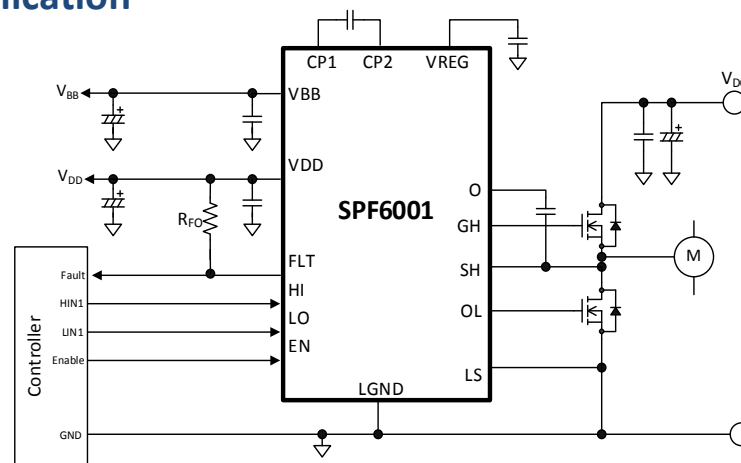 CP1 CP2 VREG
VBB
VBB
VDD
VDD
RFO
SPF6001
O
GH
SH
OL
LS
M
FLT
HI
LO
EN
LGND
Fault
HIN1
LIN1
Enable
GND
Controller